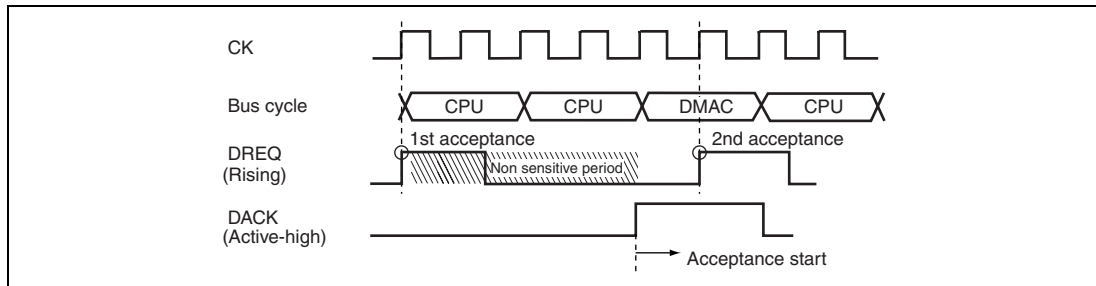 CK
Bus cycle
CPU
CPU
DMAC
CPU
1st acceptance
2nd acceptance
DREQ
(Rising)
Non sensitive period
DACK
(Active-high)
Acceptance start